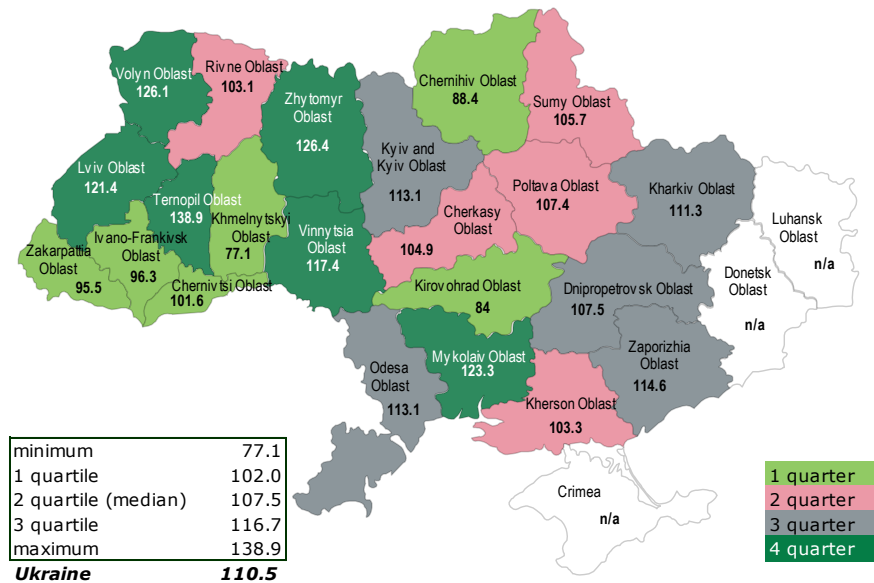 Volyn Oblast
126.1
Rivne Oblast
103.1
Zhytomyr
Oblast
126.4
Chernihiv Oblast
88.4
Sumy Oblast
105.7
Kyiv and
Kyiv Oblast
113.1
Lviv Oblast
121.4
Ternopil Oblast
138.9
Khmelnytskyi
Oblast
77.1
Vinnytsia
Oblast
117.4
Cherkasy
Oblast
104.9
Poltava Oblast
107.4
Kharkiv Oblast
111.3
Luhansk
Oblast
n/a
Zakarpattia
Oblast
95.5
Ivano-Frankivsk
Oblast
96.3
Chernivtsi Oblast
101.6
Kirovohrad Oblast
84
Dnipropetrovsk Oblast
107.5
Donetsk
Oblast
n/a
Odesa
Oblast
113.1
Mykolaiv Oblast
123.3
Zaporizhia
Oblast
114.6
Kherson Oblast
103.3
Crimea
n/a
minimum 77.1
1 quartile 102.0
2 quartile (median) 107.5
3 quartile 116.7
maximum 138.9
Ukraine 110.5
1 quarter
2 quarter
3 quarter
4 quarter